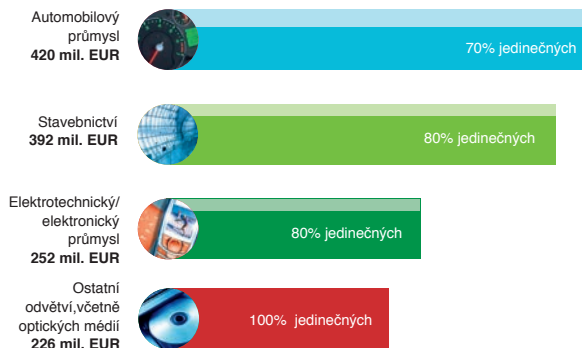 Automobilový
průmysl
420 mil. EUR
70% jedinečných
Stavebnictví
392 mil. EUR
80% jedinečných
Elektrotechnický/
elektronický
průmysl
252 mil. EUR
80% jedinečných
Ostatní
odvětví,včetně
optických médií
226 mil. EUR
100% jedinečných